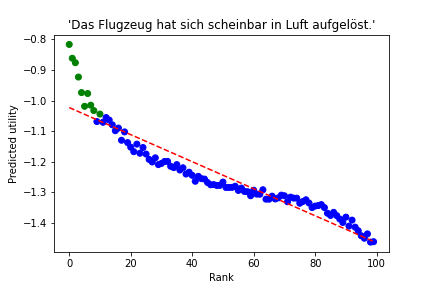 'Das Flugzeug hat sich scheinbar in Luft aufgelöst.'
−0.8
−0.9
−1.0
−1.1
−1.2
−1.3
−1.4
Predicted utility
0 20 40 60 80 100
Rank